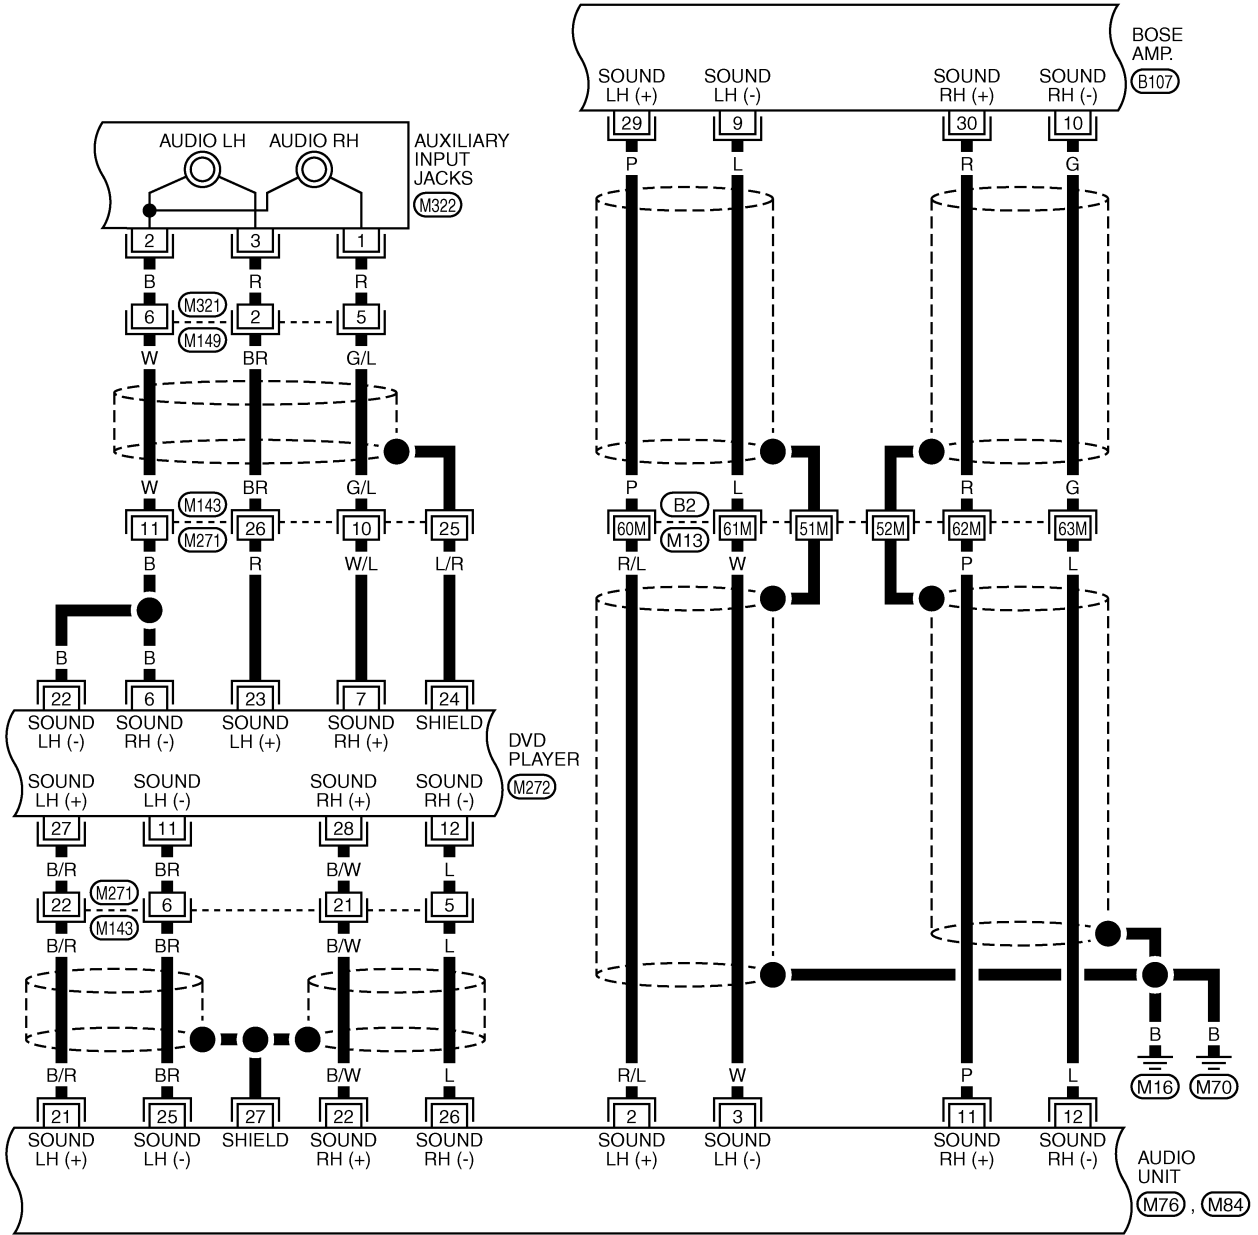 BOSE
AMP.
B107
SOUND LH (+)
SOUND LH (-)
SOUND RH (+)
SOUND RH (-)
29 9 30 10
P L R G
AUDIO LH AUDIO RH
AUXILIARY
INPUT
JACKS
M322
2 3 1
B R R
M321
6 2 5
M149
W BR G/L
W BR G/L
M143
11 26 10 25
M271
B R W/L L/R
B B
22 6 23 7 24
SOUND LH (-)
SOUND RH (-)
SOUND LH (+)
SOUND RH (+)
SHIELD
DVD
PLAYER
M272
SOUND LH (+)
SOUND LH (-)
SOUND RH (+)
SOUND RH (-)
27 11 28 12
B/R BR B/W L
M271
22 6 21 5
M143
B/R BR B/W L
B/R BR B/W L
21 25 27 22 26
SOUND LH (+)
SOUND LH (-)
SHIELD
SOUND RH (+)
SOUND RH (-)
P L R G
B2
60M 61M 51M 52M 62M 63M
M13
R/L W P L
B B
M16 M70
R/L W P L
2 3 11 12
SOUND LH (+)
SOUND LH (-)
SOUND RH (+)
SOUND RH (-)
AUDIO
UNIT
M76 , M84